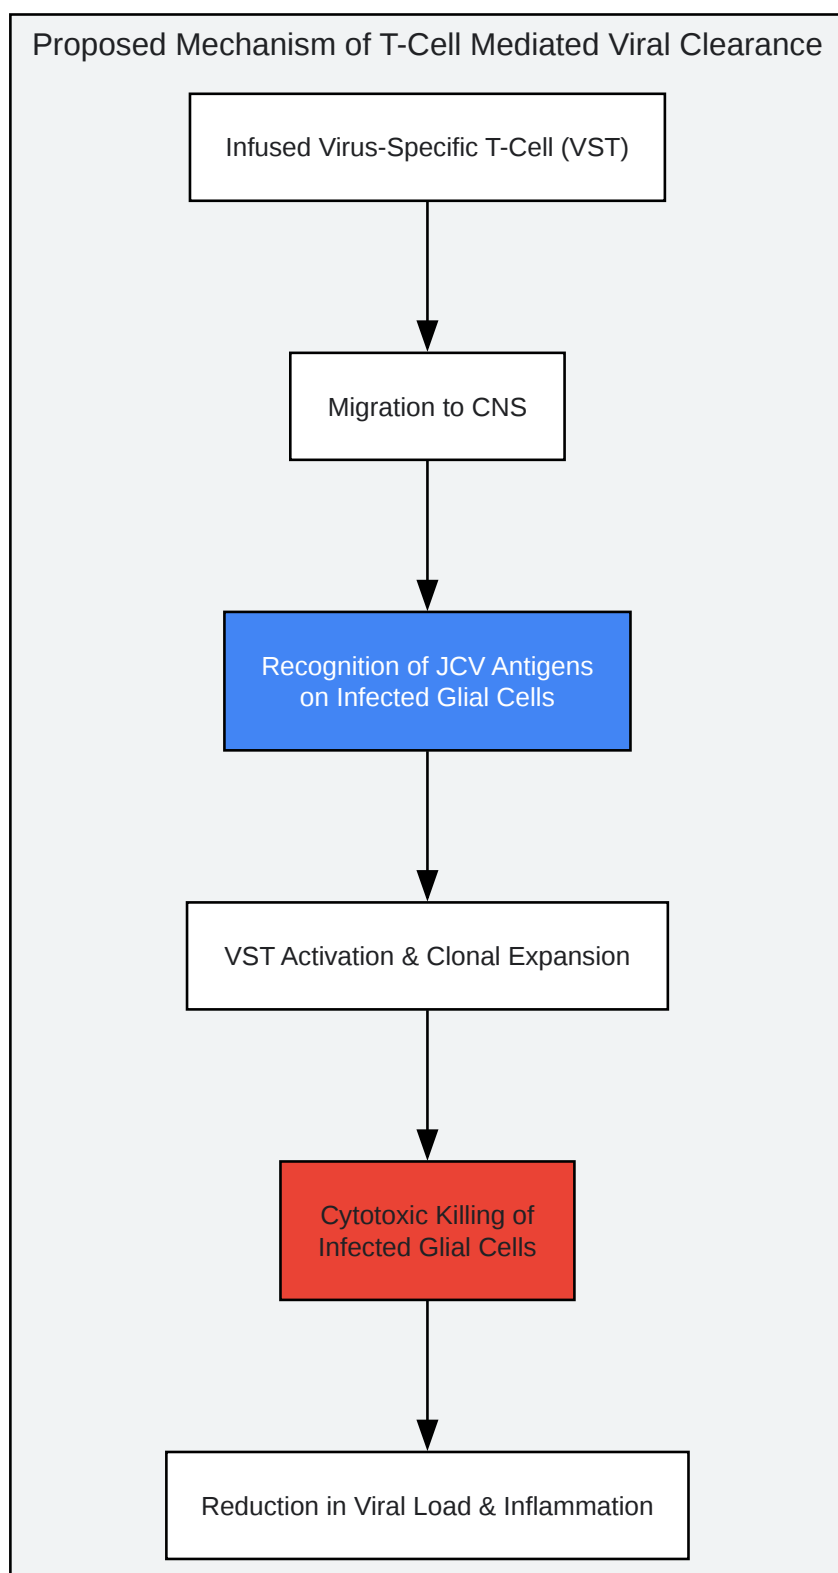 Proposed Mechanism of T-Cell Mediated Viral Clearance
Infused Virus-Specific T-Cell (VST)
Migration to CNS
Recognition of JCV Antigens
on Infected Glial Cells
VST Activation & Clonal Expansion
Cytotoxic Killing of
Infected Glial Cells
Reduction in Viral Load & Inflammation